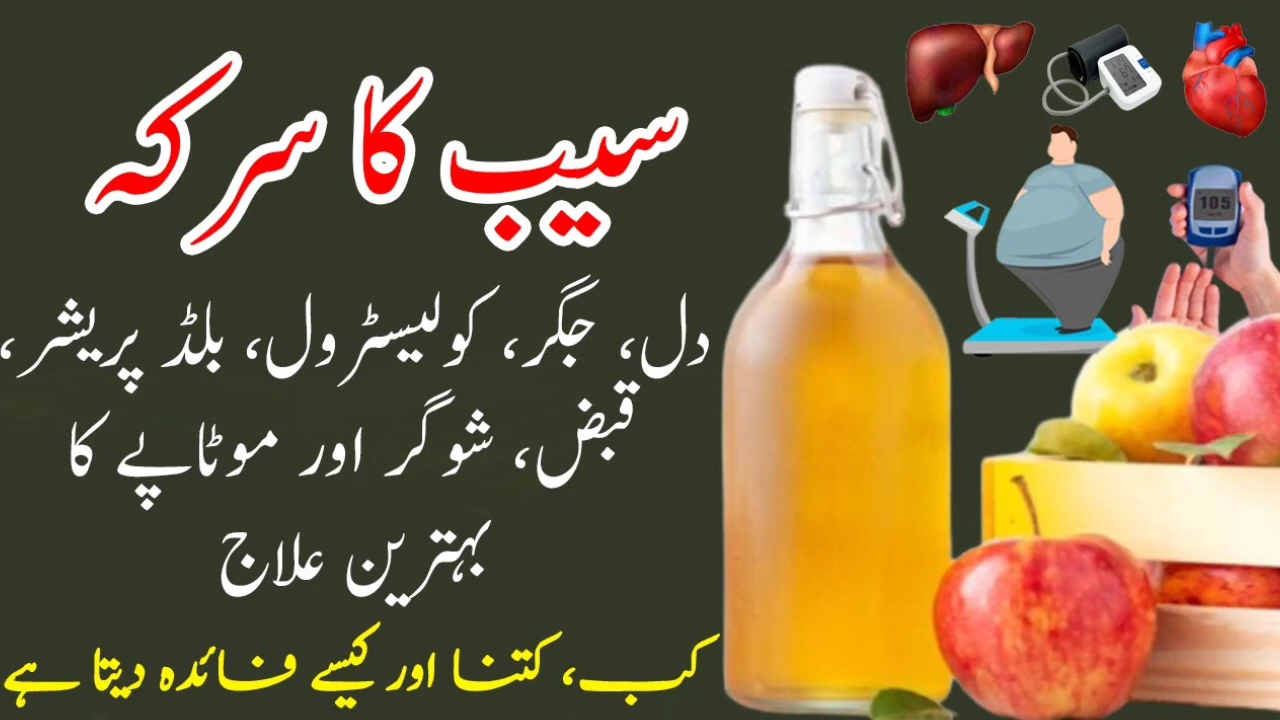 سیب کا سرکہ
دل، جگر، کولیسٹرول، بلڈ پریشر،
قبض، شوگر اور موٹاپے کا
بہترین علاج
کب، کتنا اور کیسے فائدہ دیتا ہے
105